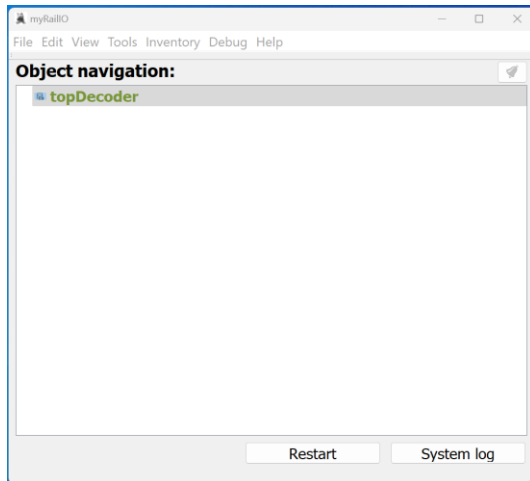 myRailIO
File Edit View Tools Inventory Debug Help
Object navigation:
topDecoder
Restart System log